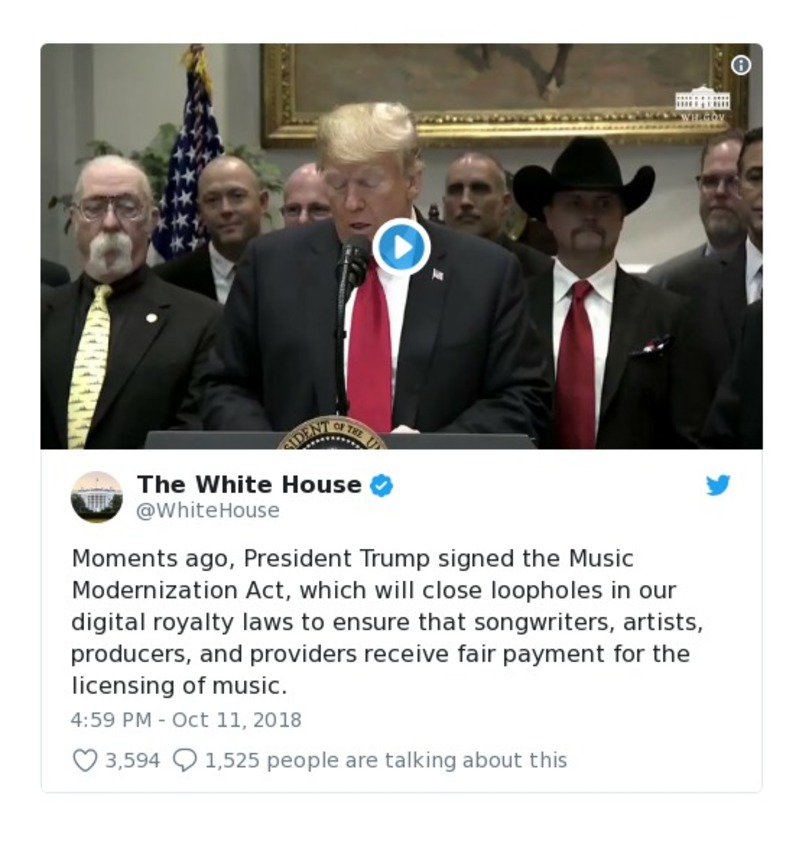 WH.GOV
SIDENT OF THE U
The White House
@WhiteHouse
Moments ago, President Trump signed the Music
Modernization Act, which will close loopholes in our
digital royalty laws to ensure that songwriters, artists,
producers, and providers receive fair payment for the
licensing of music.
4:59 PM - Oct 11, 2018
3,594 1,525 people are talking about this